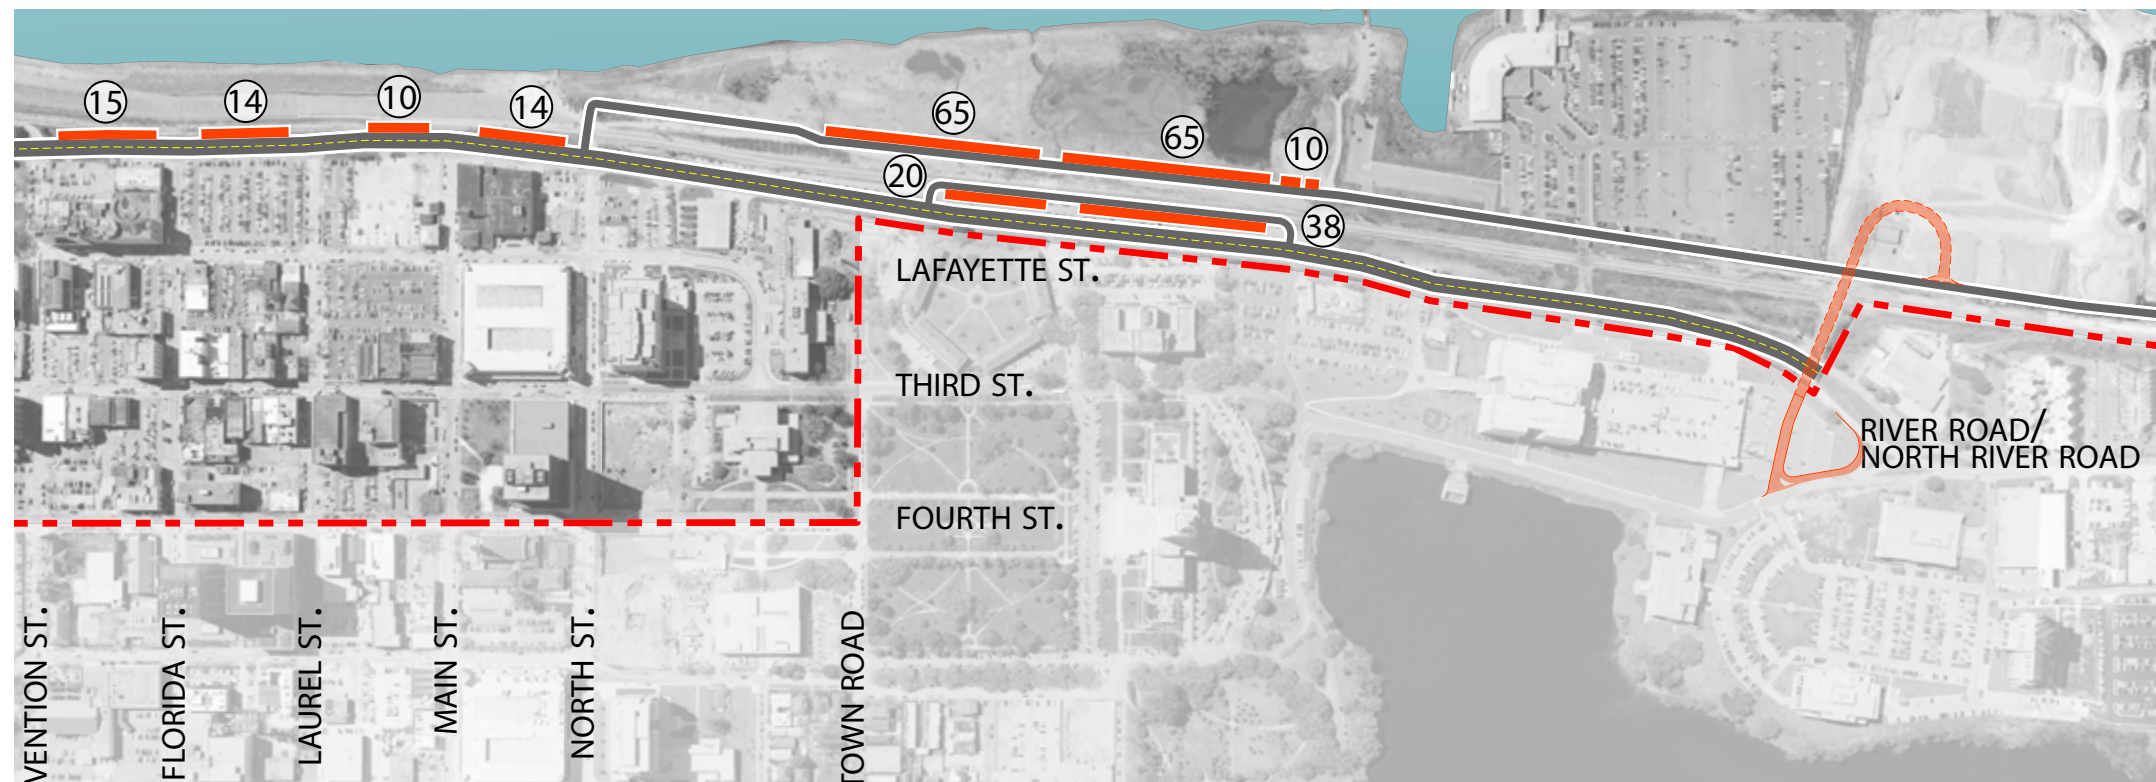 15
14
10
14
65
65
10
20
38
LAFAYETTE ST.
THIRD ST.
RIVER ROAD/
NORTH RIVER ROAD
FOURTH ST.
VENTION ST.
FLORIDA ST.
LAUREL ST.
MAIN ST.
NORTH ST.
TOWN ROAD